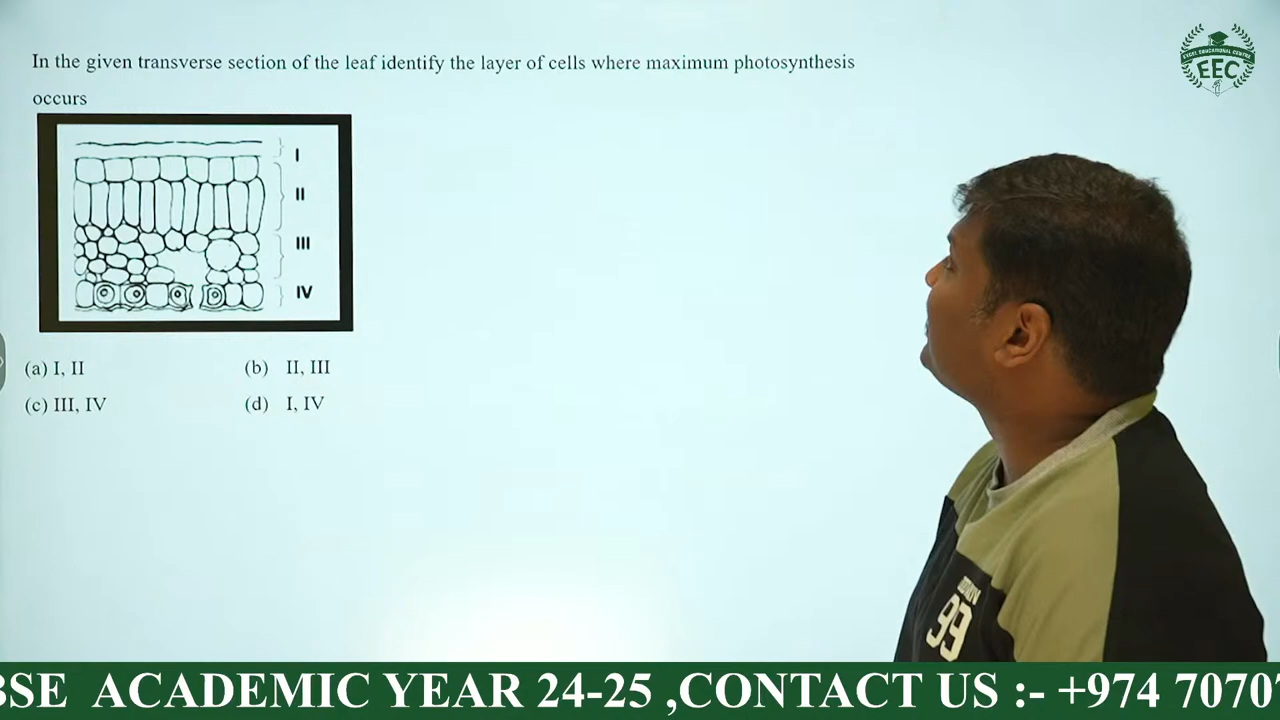 In the given transverse section of the leaf identify the layer of cells where maximum photosynthesis
occurs
I
II
III
IV
(a) I, II
(b) II, III
(c) III, IV
(d) I, IV
EEC
99
ACADEMIC YEAR 24-25 ,CONTACT US :- +974 7070